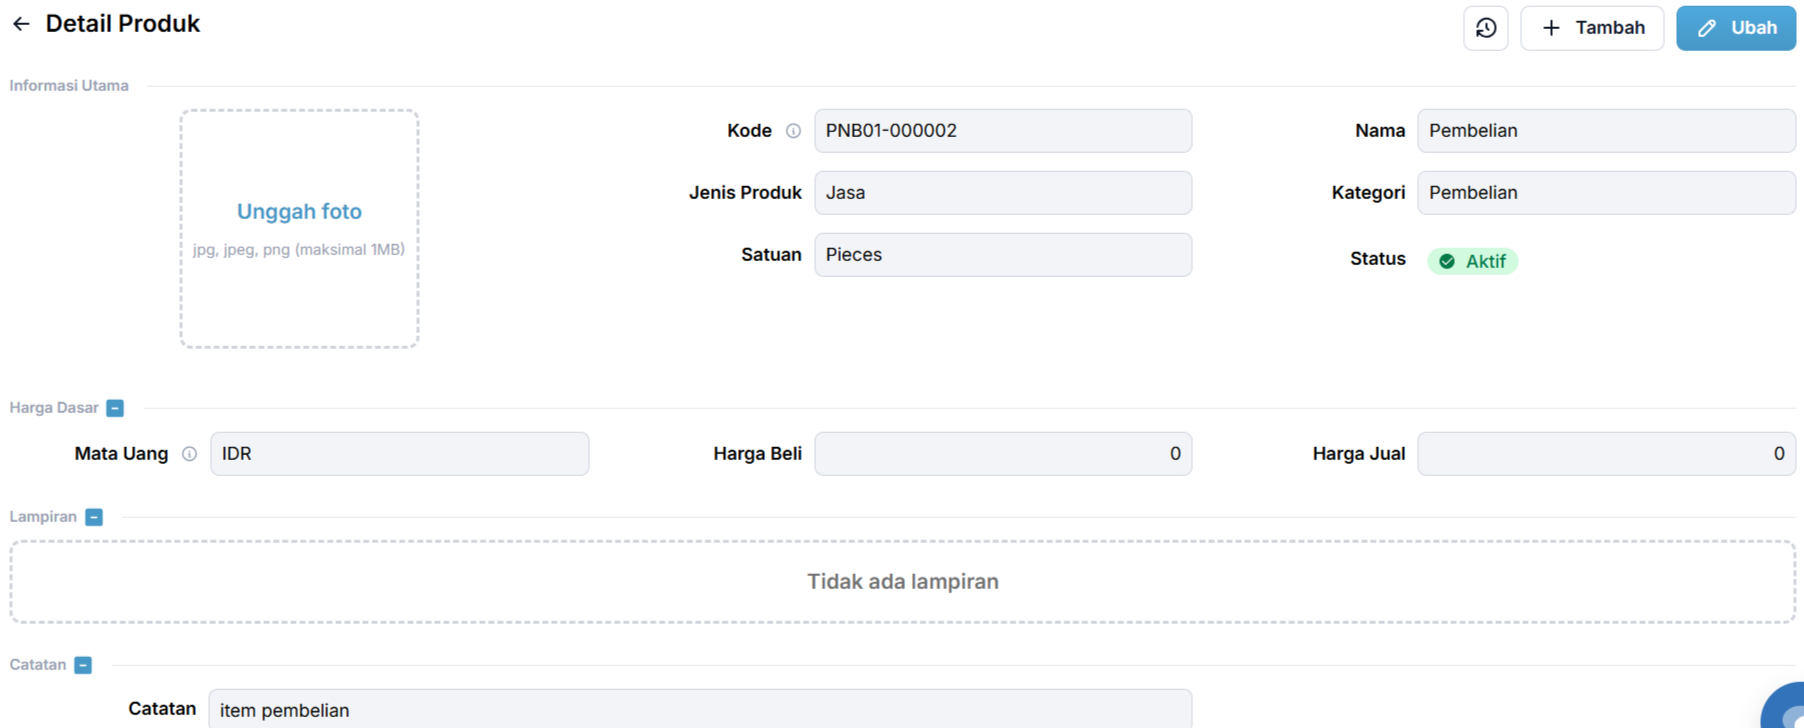 Detail Produk
Tambah
Ubah
Informasi Utama
Unggah foto
jpg, jpeg, png (maksimal 1MB)
Kode PNB01-000002
Nama Pembelian
Jenis Produk Jasa
Kategori Pembelian
Satuan Pieces
Status Aktif
Harga Dasar
Mata Uang IDR
Harga Beli 0
Harga Jual 0
Lampiran
Tidak ada lampiran
Catatan
Catatan item pembelian